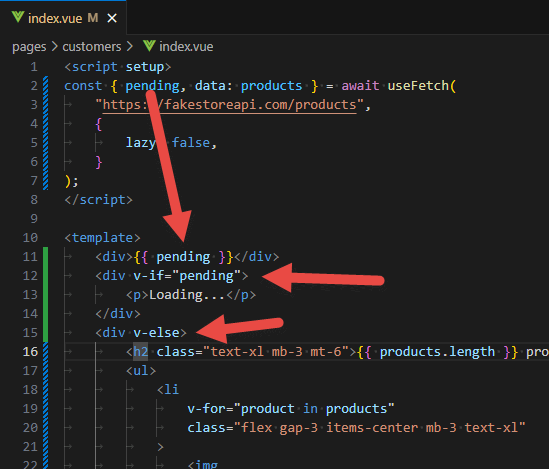 index.vue M ×
pages > customers > index.vue
1 <script setup>
2 const { pending, data: products } = await useFetch(
3 "https://fakestoreapi.com/products",
4 {
5 lazy: false,
6 }
7 );
8 </script>
9
10 <template>
11 <div>{{ pending }}</div>
12 <div v-if="pending">
13 <p>Loading...</p>
14 </div>
15 <div v-else>
16 <h2 class="text-xl mb-3 mt-6">{{ products.length }} pro
17 <ul>
18 <li
19 v-for="product in products"
20 class="flex gap-3 items-center mb-3 text-xl"
21 >
22 <img